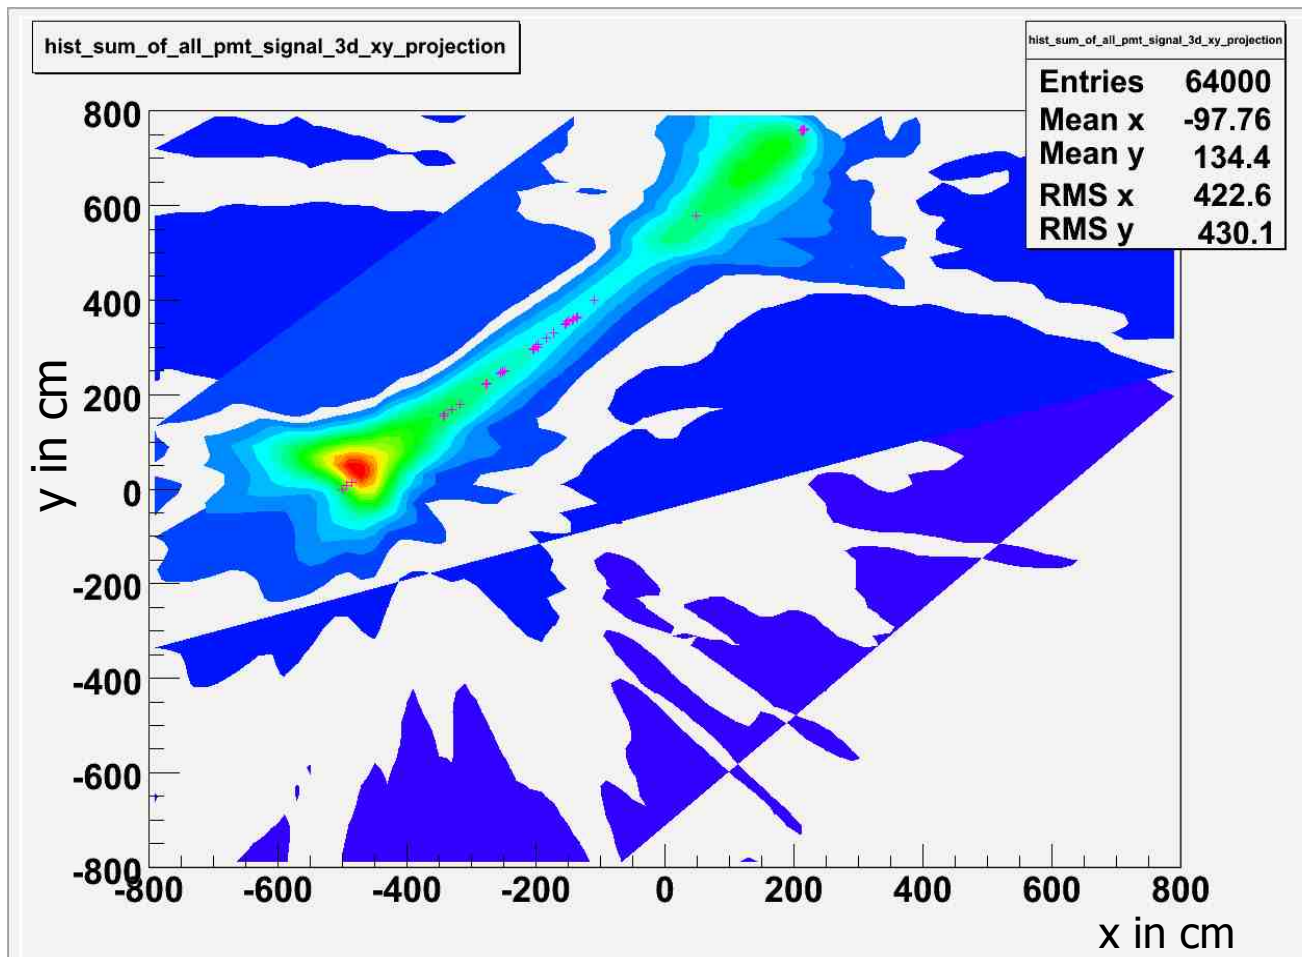 hist_sum_of_all_pmt_signal_3d_xy_projection
hist_sum_of_all_pmt_signal_3d_xy_projection
Entries 64000
Mean x -97.76
Mean y 134.4
RMS x 422.6
RMS y 430.1
800
600
400
200
0
-200
-400
-600
-800
y in cm
-800 -600 -400 -200 0 200 400 600 800
x in cm